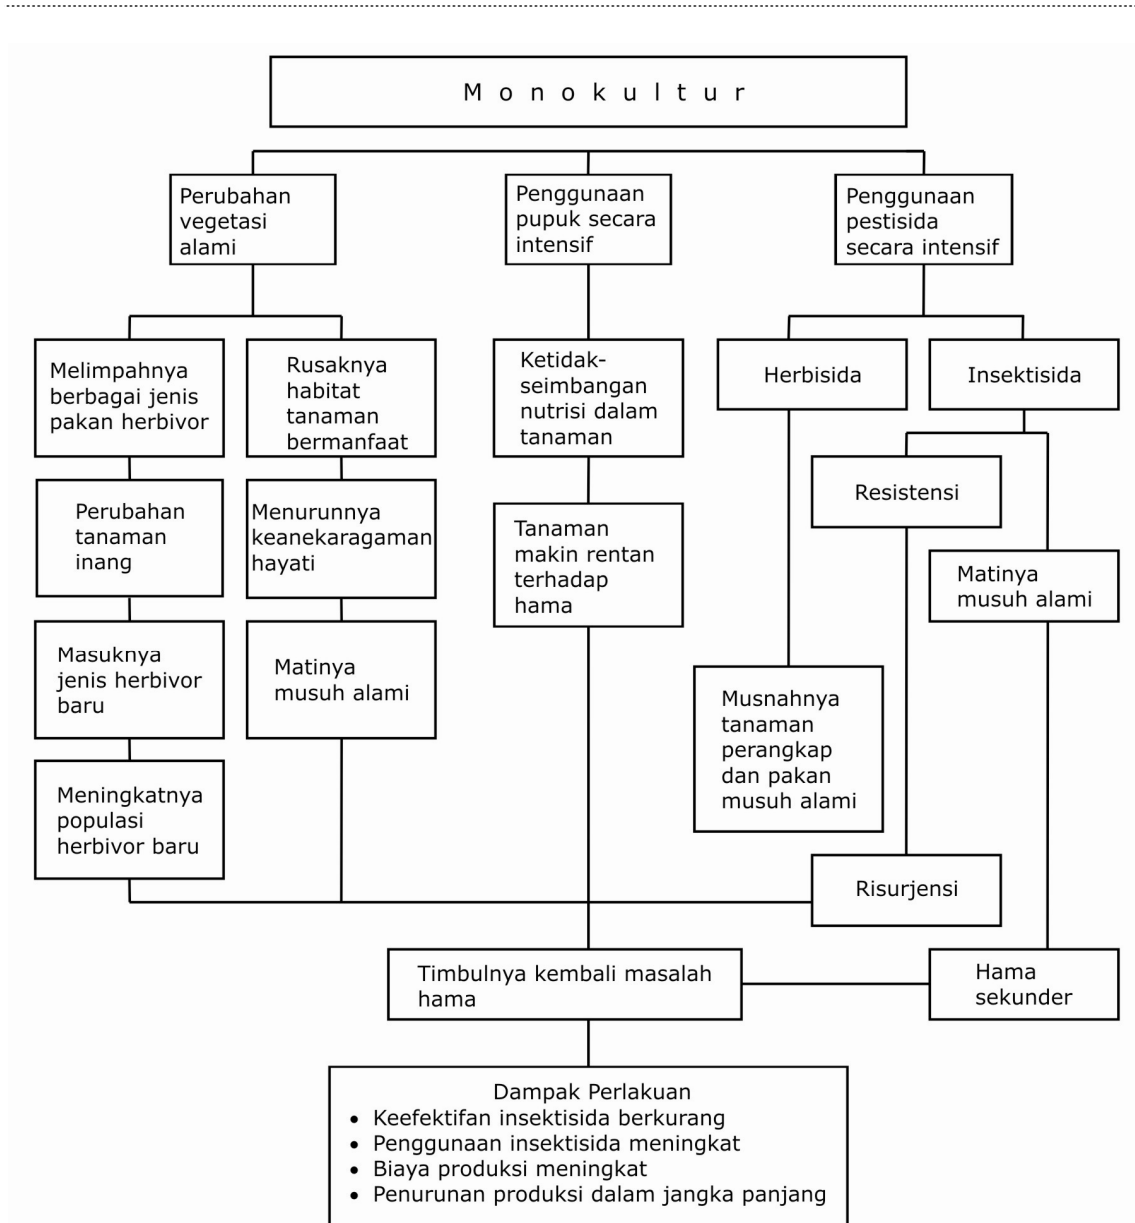 M o n o k u l t u r
Perubahan
vegetasi
alami
Penggunaan
pupuk secara
intensif
Penggunaan
pestisida
secara intensif
Melimpahnya
berbagai jenis
pakan herbivor
Rusaknya
habitat
tanaman
bermanfaat
Ketidak-
seimbangan
nutrisi dalam
tanaman
Herbisida
Insektisida
Perubahan
tanaman
inang
Menurunnya
keanekaragaman
hayati
Tanaman
makin rentan
terhadap
hama
Resistensi
Matinya
musuh alami
Masuknya
jenis herbivor
baru
Matinya
musuh alami
Musnahnya
tanaman
perangkap
dan pakan
musuh alami
Meningkatnya
populasi
herbivor baru
Risurjensi
Timbulnya kembali masalah
hama
Hama
sekunder
Dampak Perlakuan
• Keefektifan insektisida berkurang
• Penggunaan insektisida meningkat
• Biaya produksi meningkat
• Penurunan produksi dalam jangka panjang